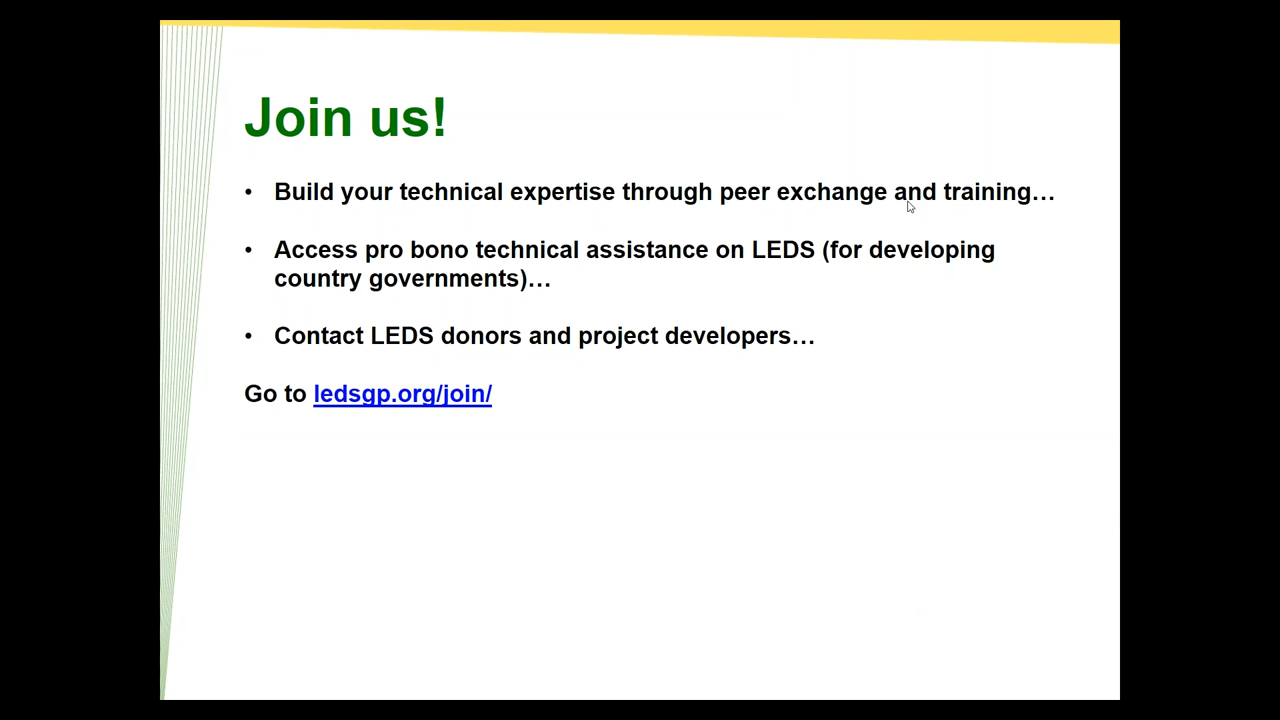 Join us!
• Build your technical expertise through peer exchange and training…
• Access pro bono technical assistance on LEDS (for developing
country governments)…
• Contact LEDS donors and project developers…
Go to ledsgp.org/join/